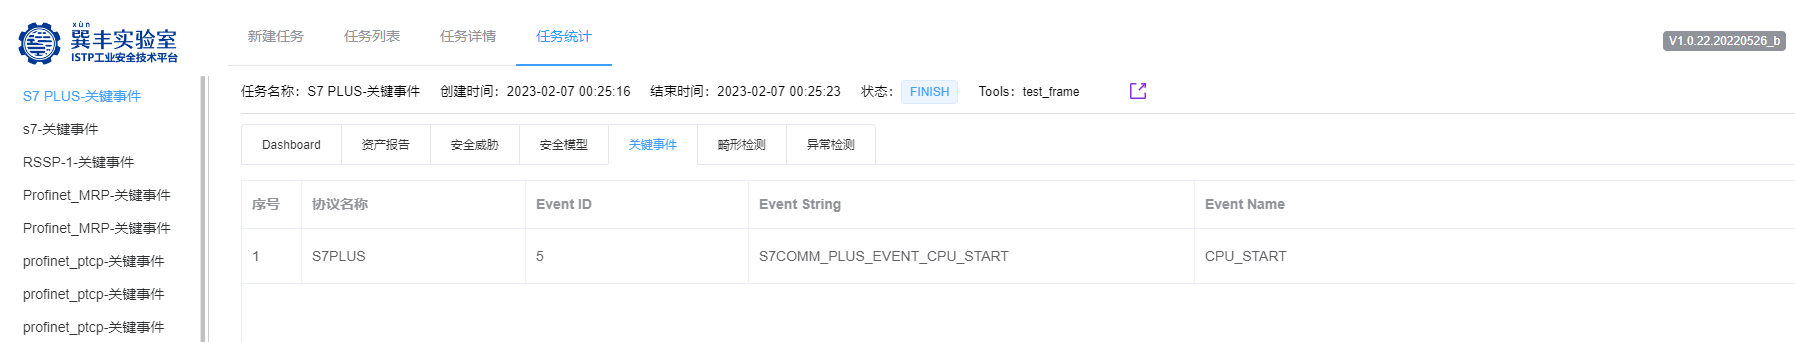 xùn
巽丰实验室
ISTP工业安全技术平台
新建任务 任务列表 任务详情 任务统计
V1.0.22.20220526_b
S7 PLUS-关键事件
s7-关键事件
RSSP-1-关键事件
Profinet_MRP-关键事件
Profinet_MRP-关键事件
profinet_ptcp-关键事件
profinet_ptcp-关键事件
profinet_ptcp-关键事件
任务名称：S7 PLUS-关键事件 创建时间：2023-02-07 00:25:16 结束时间：2023-02-07 00:25:23 状态：FINISH Tools：test_frame
Dashboard 资产报告 安全威胁 安全模型 关键事件 畸形检测 异常检测
序号 协议名称 Event ID Event String Event Name
1 S7PLUS 5 S7COMM_PLUS_EVENT_CPU_START CPU_START